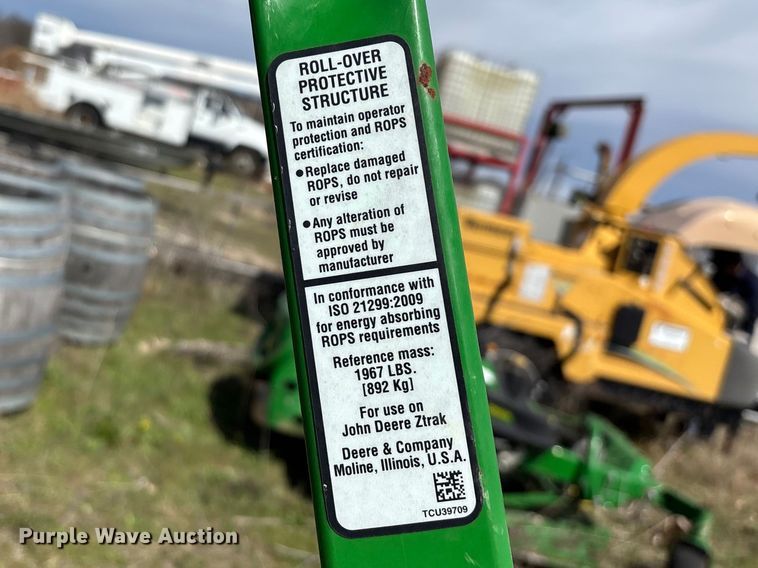 ROLL-OVER
PROTECTIVE
STRUCTURE
To maintain operator
protection and ROPS
certification:
●Replace damaged
ROPS, do not repair
or revise
●Any alteration of
ROPS must be
approved by
manufacturer
In conformance with
ISO 21299:2009
for energy absorbing
ROPS requirements
Reference mass:
1967 LBS.
[892 Kg]
For use on
John Deere Ztrak
Deere & Company
Moline, Illinois, U.S.A.
TCU39709
Purple Wave Auction